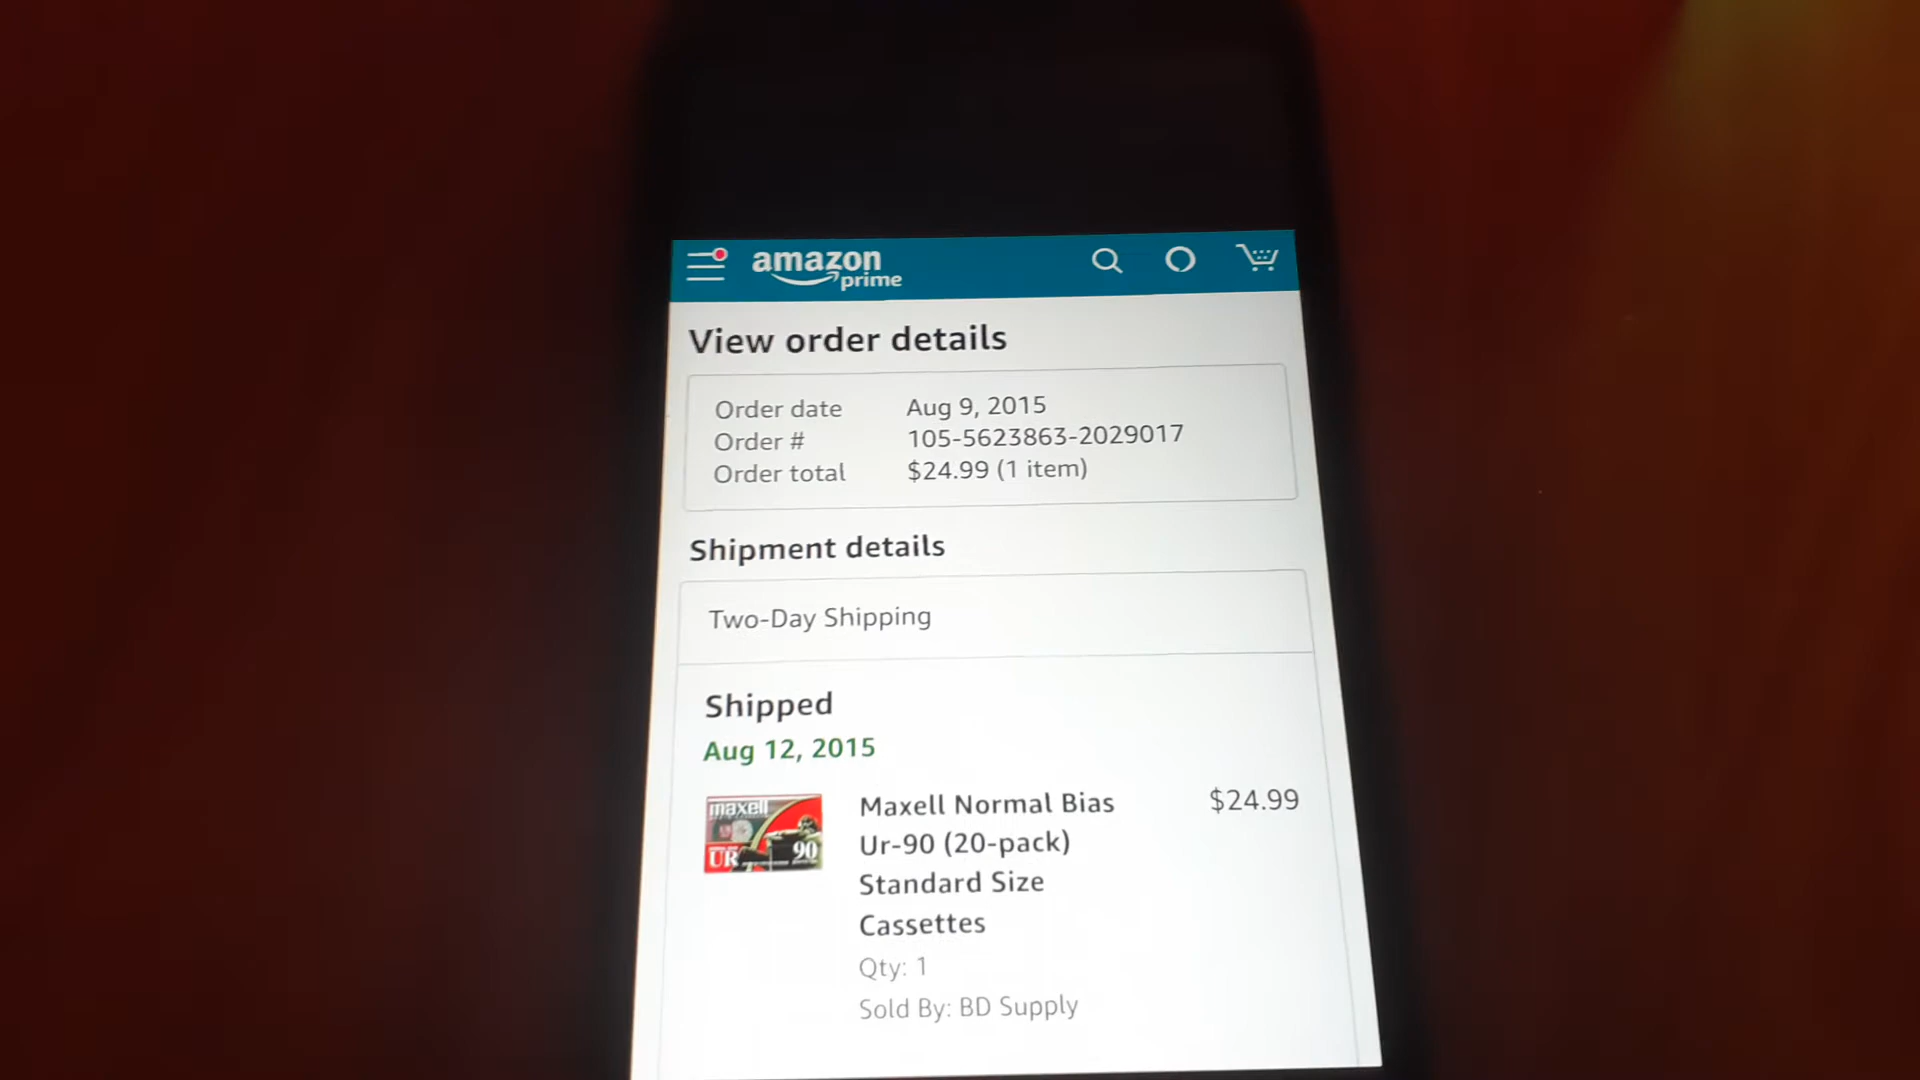 amazon
prime
View order details
Order date Aug 9, 2015
Order # 105-5623863-2029017
Order total $24.99 (1 item)
Shipment details
Two-Day Shipping
Shipped
Aug 12, 2015
maxell
UR 90
Maxell Normal Bias $24.99
Ur-90 (20-pack)
Standard Size
Cassettes
Qty: 1
Sold By: BD Supply